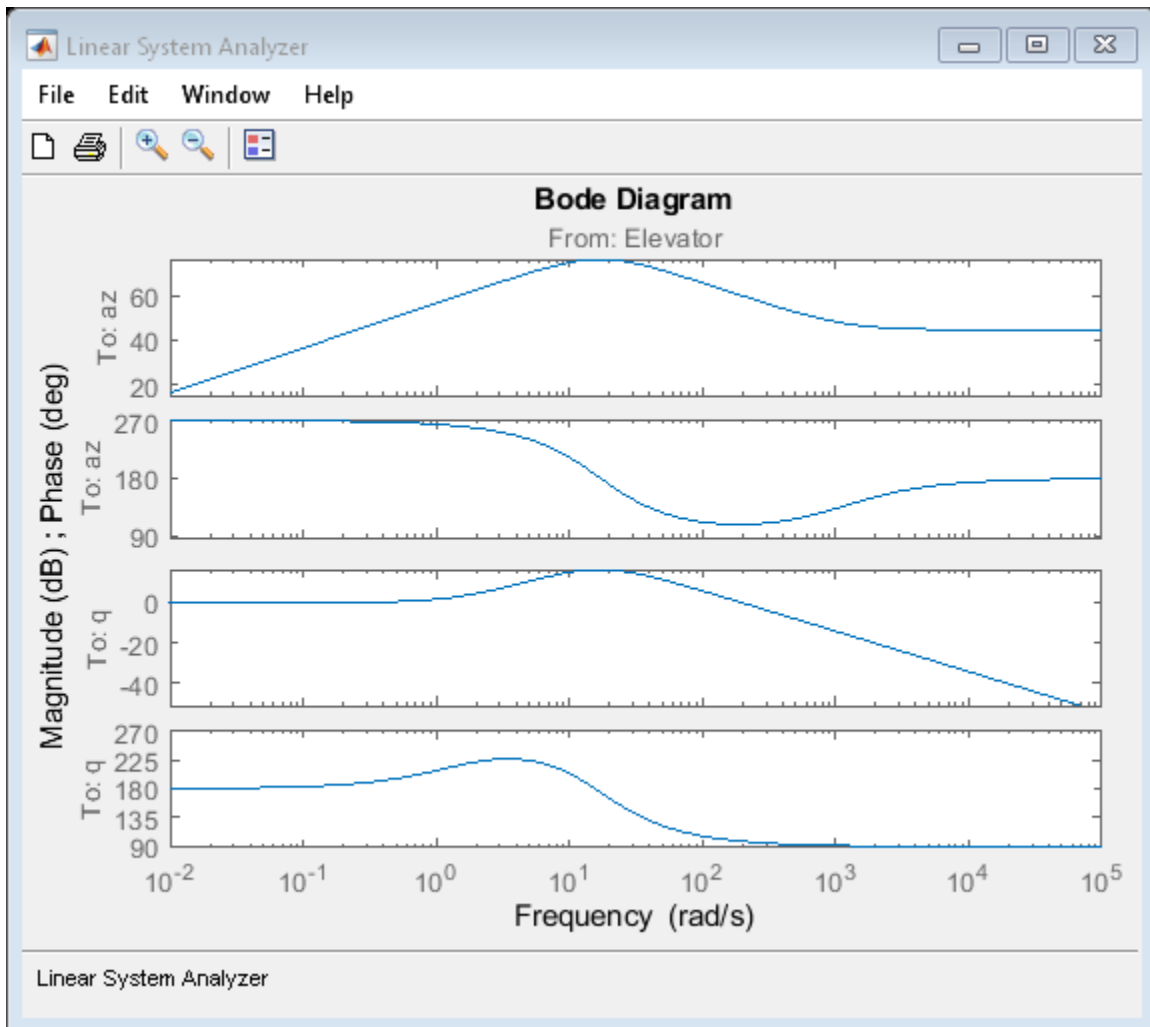 Linear System Analyzer
File Edit Window Help
Bode Diagram
From: Elevator
Magnitude (dB) ; Phase (deg)
To: az
60
40
20
To: az
270
180
90
To: q
0
-20
-40
To: q
270
225
180
135
90
10-2 10-1 100 101 102 103 104 105
Frequency (rad/s)
Linear System Analyzer